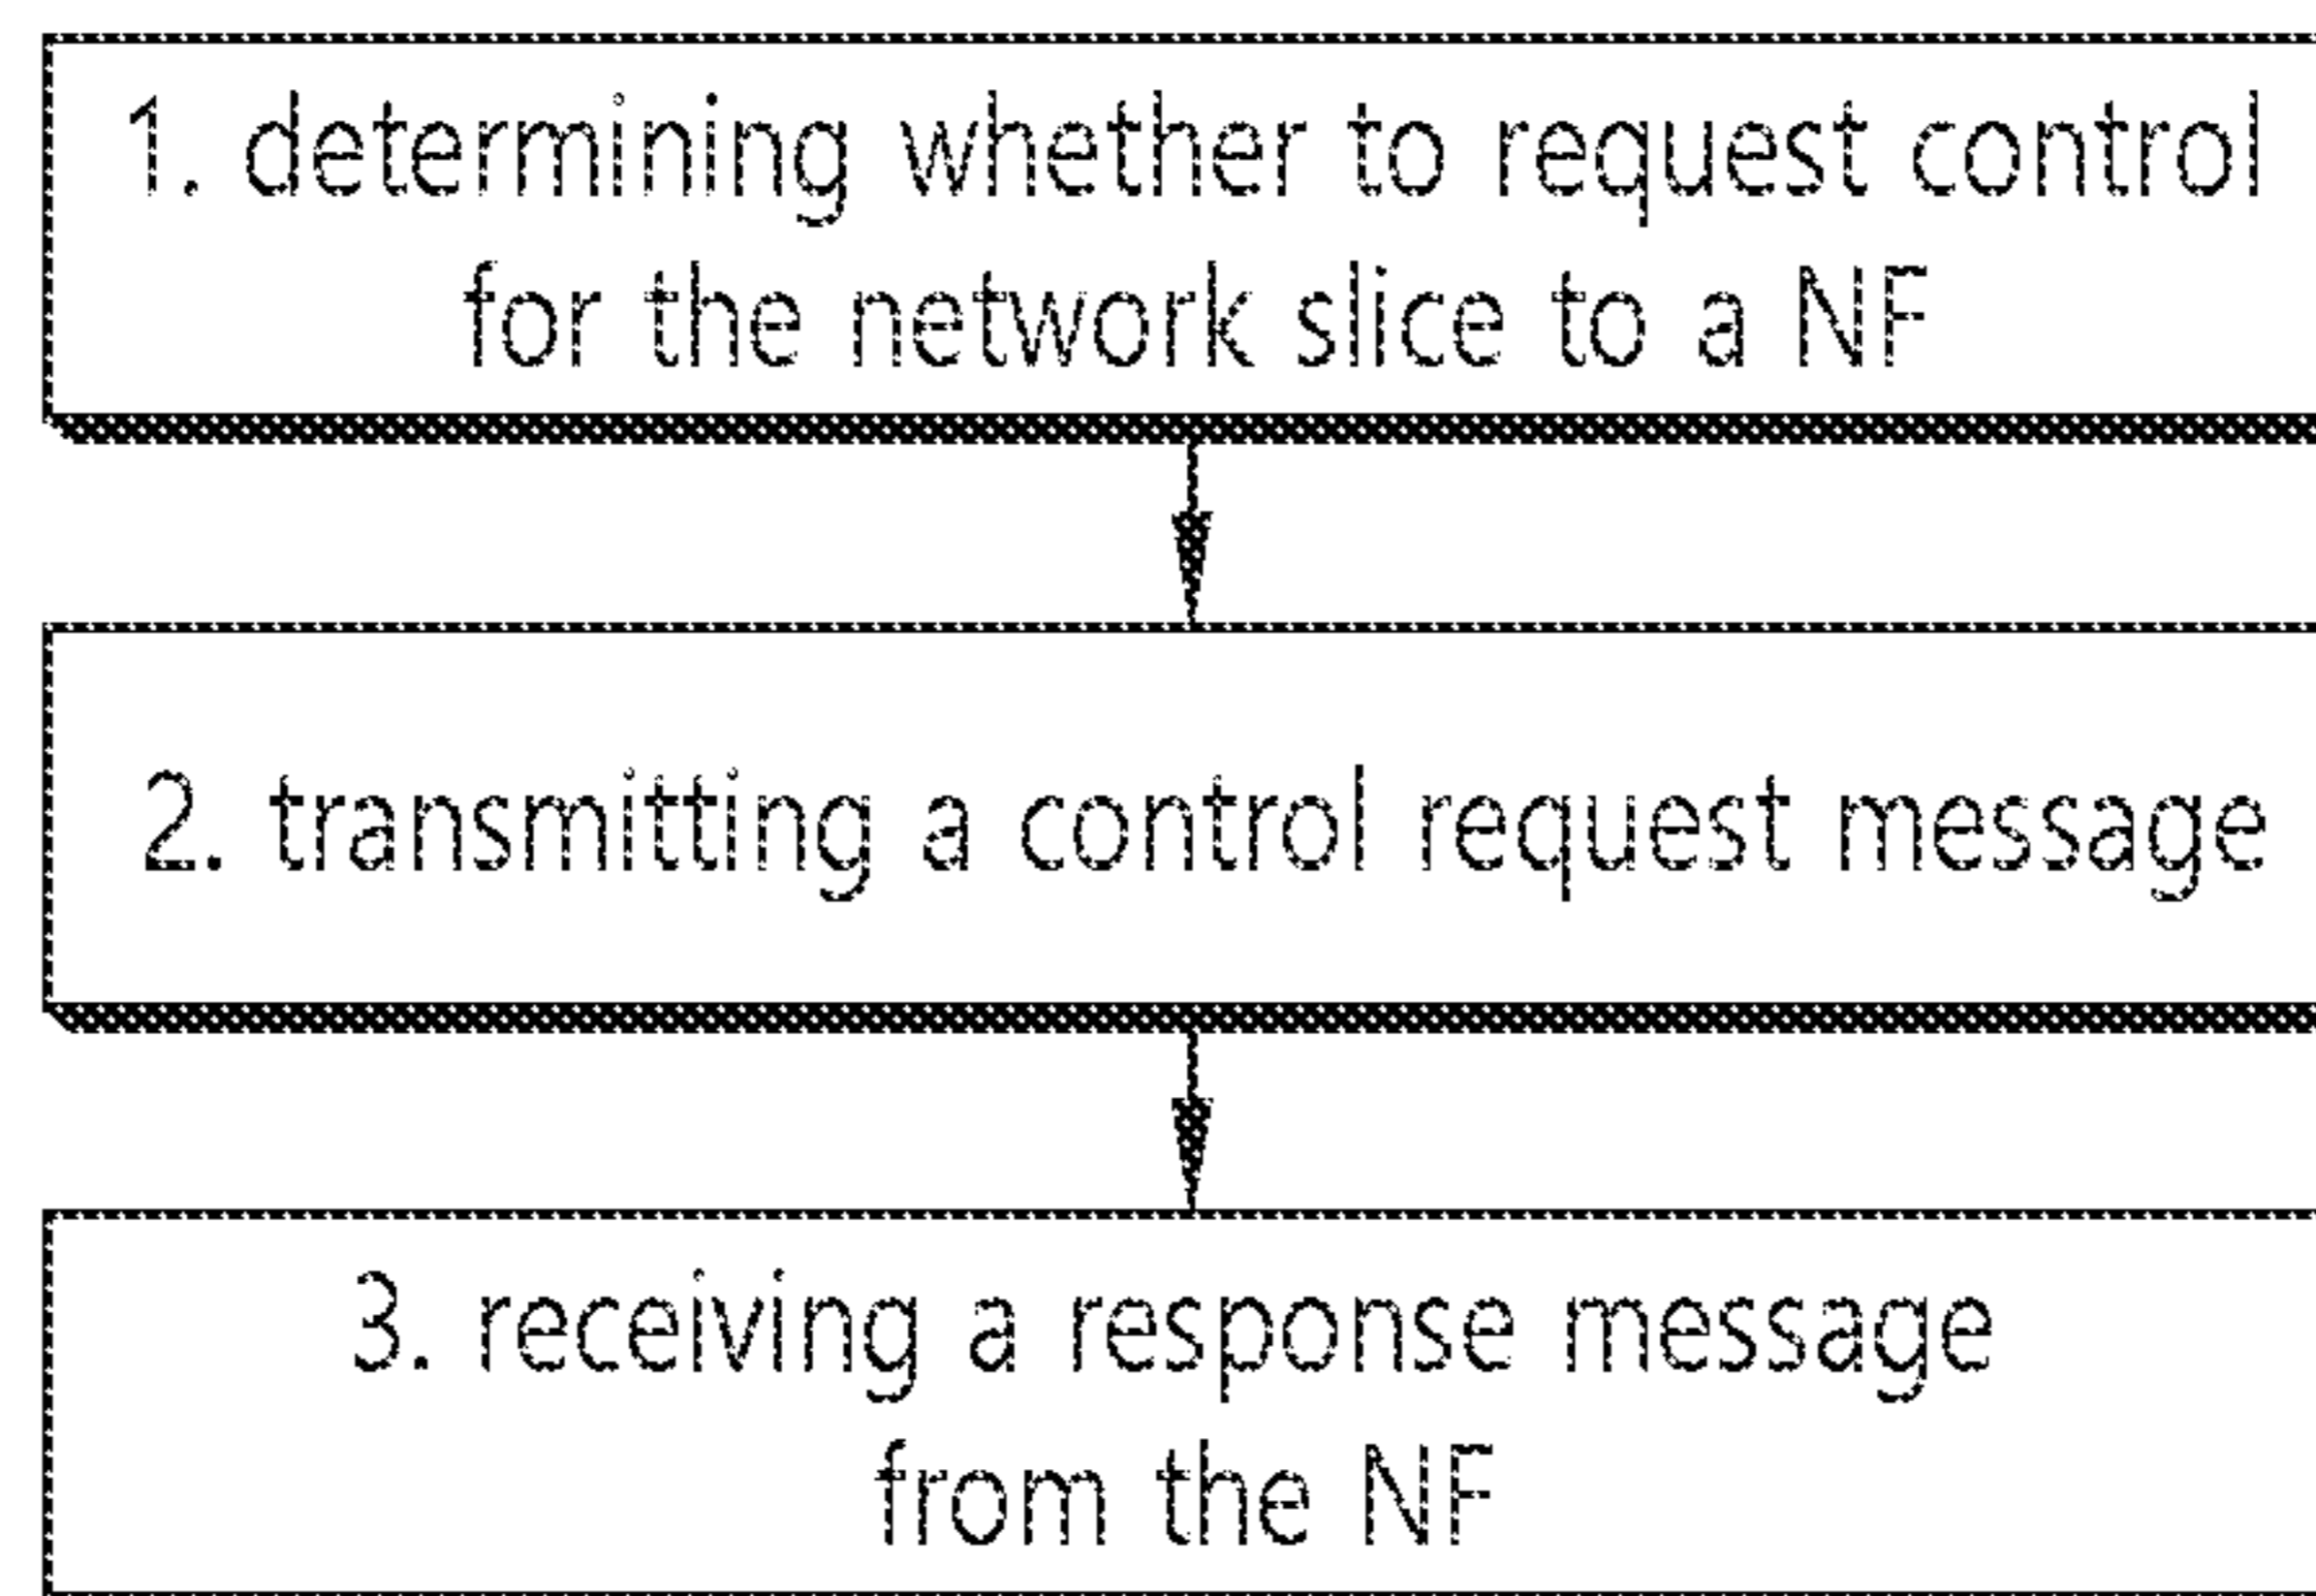 1. determining whether to request control
for the network slice to a NF
2. transmitting a control request message
3. receiving a response message
from the NF